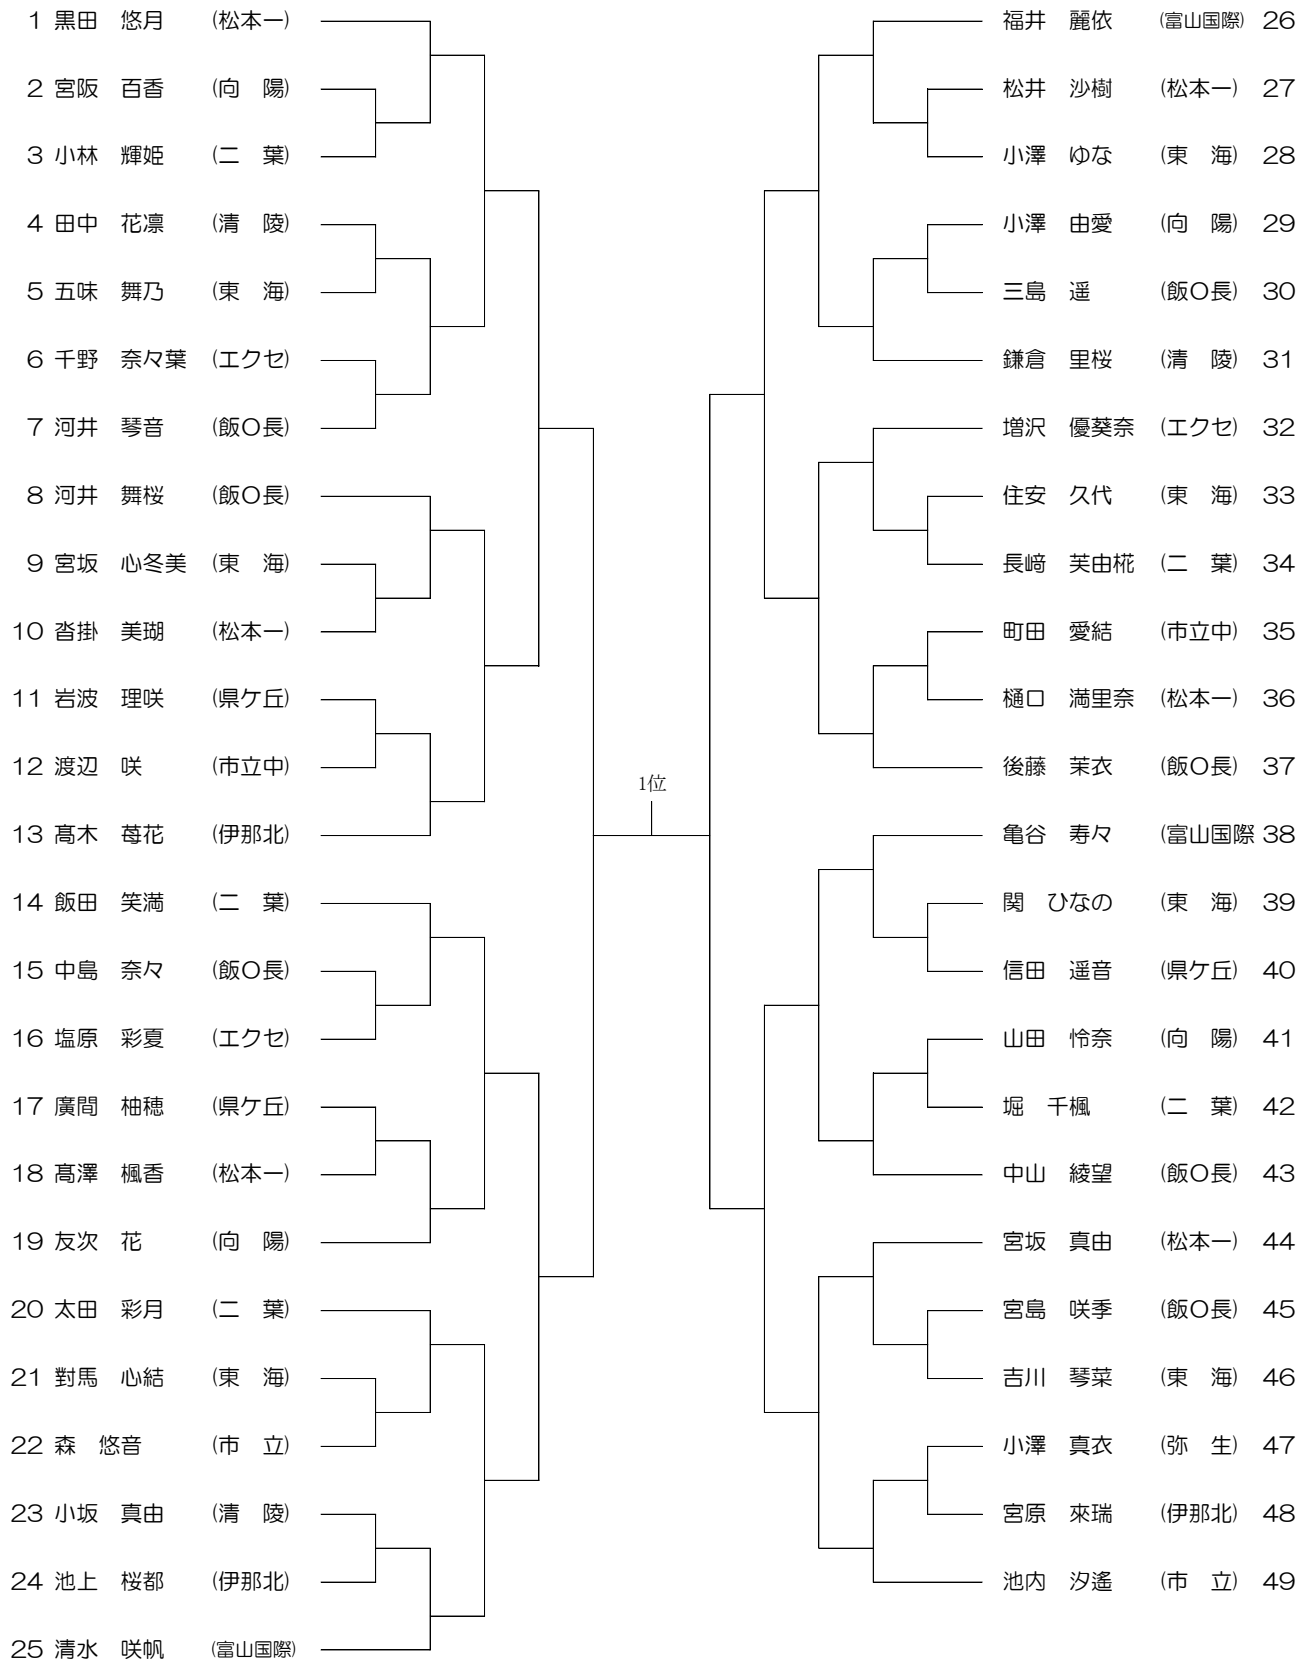 1 黒田 悠月 (松本一)
2 宮阪 百香 (向 陽)
3 小林 輝姫 (二 葉)
4 田中 花凛 (清 陵)
5 五味 舞乃 (東 海)
6 千野 奈々葉 (エクセ)
7 河井 琴音 (飯O長)
8 河井 舞桜 (飯O長)
9 宮坂 心冬美 (東 海)
10 沓掛 美瑚 (松本一)
11 岩波 理咲 (県ケ丘)
12 渡辺 咲 (市立中)
13 髙木 苺花 (伊那北)
14 飯田 笑満 (二 葉)
15 中島 奈々 (飯O長)
16 塩原 彩夏 (エクセ)
17 廣間 柚穂 (県ケ丘)
18 髙澤 楓香 (松本一)
19 友次 花 (向 陽)
20 太田 彩月 (二 葉)
21 對馬 心結 (東 海)
22 森 悠音 (市 立)
23 小坂 真由 (清 陵)
24 池上 桜都 (伊那北)
25 清水 咲帆 (富山国際)
1位
福井 麗依 (富山国際) 26
松井 沙樹 (松本一) 27
小澤 ゆな (東 海) 28
小澤 由愛 (向 陽) 29
三島 遥 (飯O長) 30
鎌倉 里桜 (清 陵) 31
増沢 優葵奈 (エクセ) 32
住安 久代 (東 海) 33
長﨑 芙由椛 (二 葉) 34
町田 愛結 (市立中) 35
樋口 満里奈 (松本一) 36
後藤 茉衣 (飯O長) 37
亀谷 寿々 (富山国際 38
関 ひなの (東 海) 39
信田 遥音 (県ケ丘) 40
山田 怜奈 (向 陽) 41
堀 千楓 (二 葉) 42
中山 綾望 (飯O長) 43
宮坂 真由 (松本一) 44
宮島 咲季 (飯O長) 45
吉川 琴菜 (東 海) 46
小澤 真衣 (弥 生) 47
宮原 來瑞 (伊那北) 48
池内 汐遙 (市 立) 49